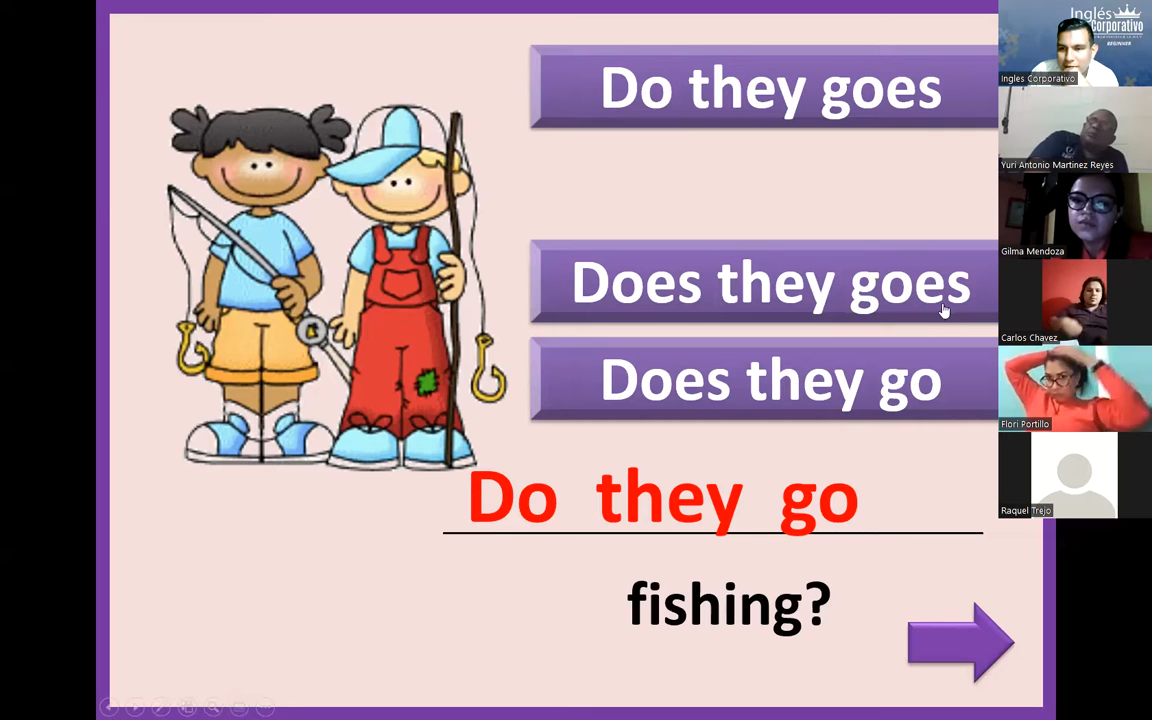 Do they goes
Does they goes
Does they go
Do they go
fishing?
Inglés
Corporativo
BEGINNER
Ingles Corporativo
Yuri Antonio Martinez Reyes
Gilma Mendoza
Carlos Chavez
Flori Portillo
Raquel Trejo